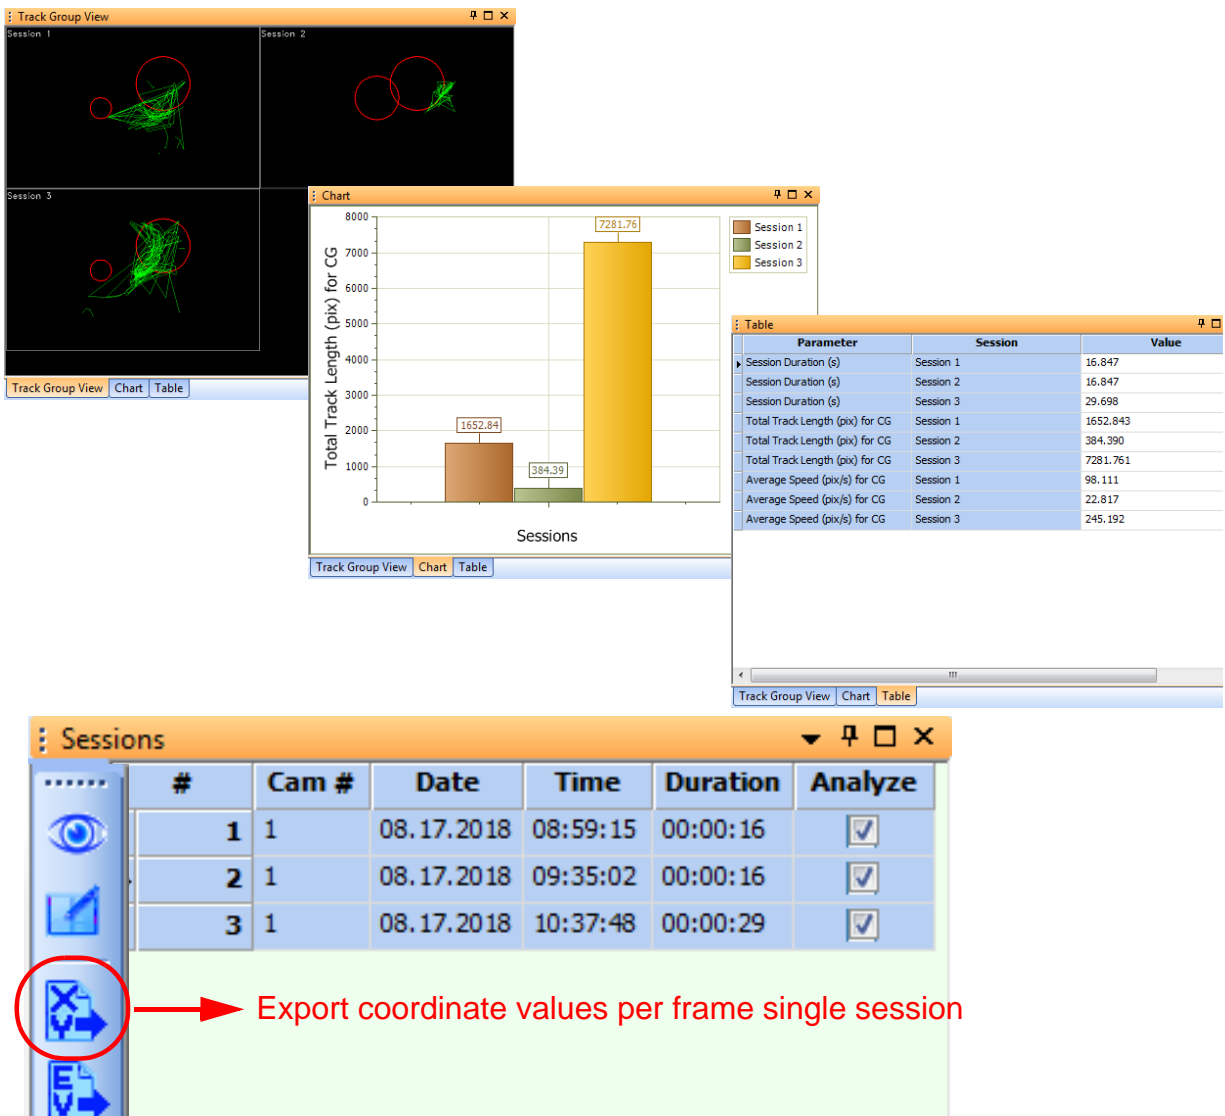 Track Group View
Session 1
Session 2
Session 3
Track Group View Chart Table
Chart
8000
7000
6000
5000
4000
3000
2000
1000
0
Total Track Length (pix) for CG
1652.84
384.39
7281.76
Sessions
Session 1
Session 2
Session 3
Track Group View Chart Table
Table
Parameter Session Value
Session Duration (s) Session 1 16.847
Session Duration (s) Session 2 16.847
Session Duration (s) Session 3 29.698
Total Track Length (pix) for CG Session 1 1652.843
Total Track Length (pix) for CG Session 2 384.390
Total Track Length (pix) for CG Session 3 7281.761
Average Speed (pix/s) for CG Session 1 98.111
Average Speed (pix/s) for CG Session 2 22.817
Average Speed (pix/s) for CG Session 3 245.192
Track Group View Chart Table
Sessions
# Cam # Date Time Duration Analyze
1 1 08.17.2018 08:59:15 00:00:16
2 1 08.17.2018 09:35:02 00:00:16
3 1 08.17.2018 10:37:48 00:00:29
X
Y
Export coordinate values per frame single session
E
V